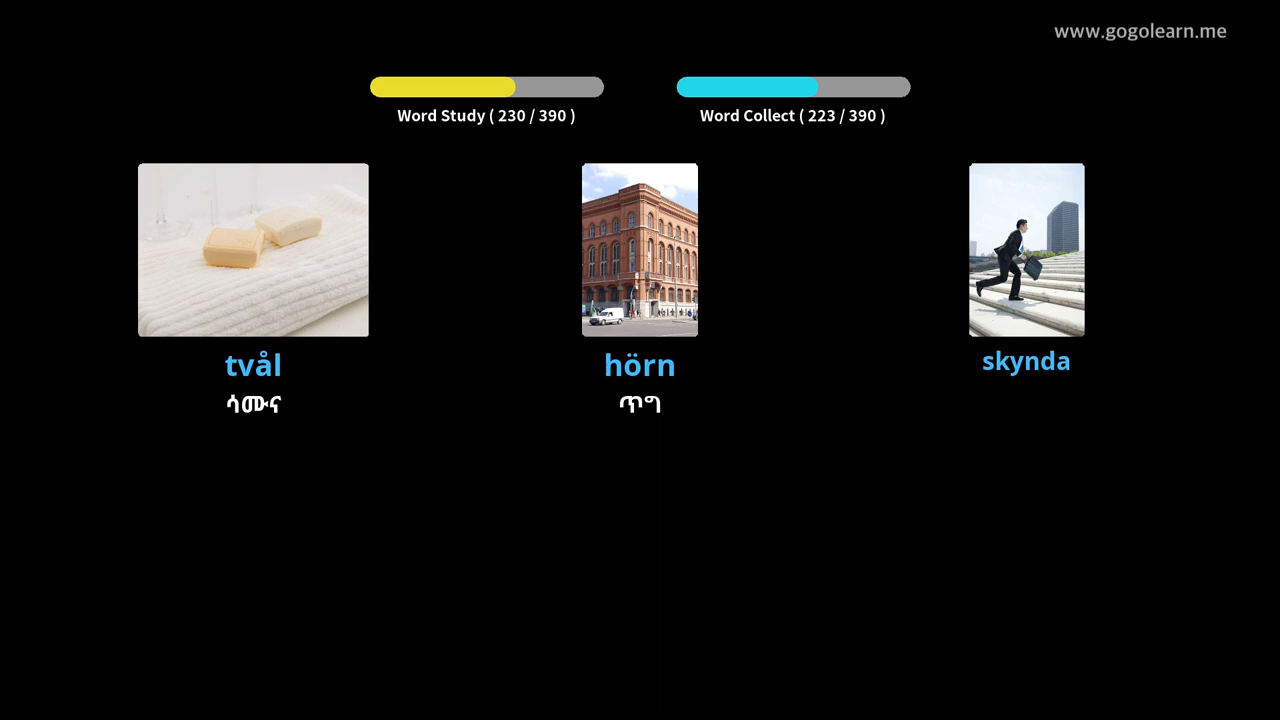 www.gogolearn.me
Word Study ( 230 / 390 )
Word Collect ( 223 / 390 )
tvål
ሳሙና
hörn
ጥግ
skynda